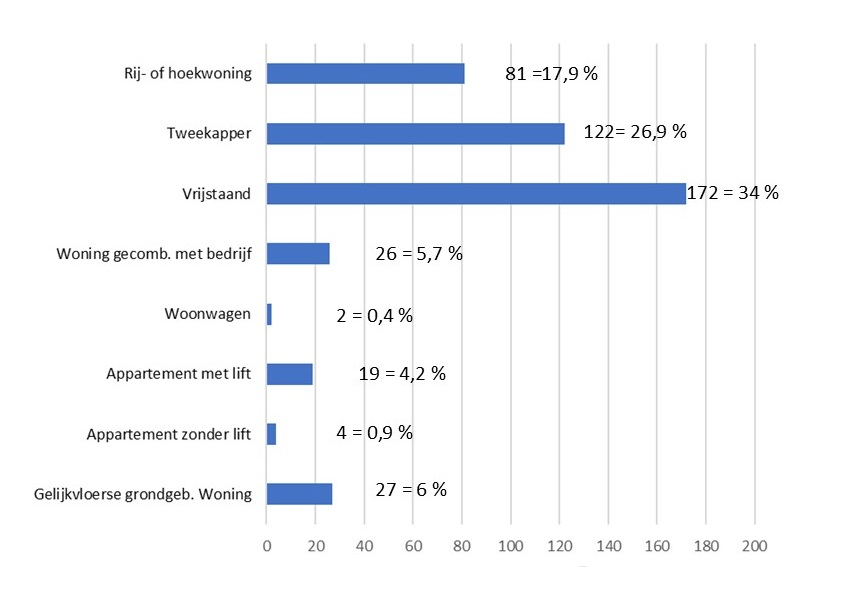 Rij- of hoekwoning 81 =17,9 %
Tweekapper 122= 26,9 %
Vrijstaand 172 = 34 %
Woning gecomb. met bedrijf 26 = 5,7 %
Woonwagen 2 = 0,4 %
Appartement met lift 19 = 4,2 %
Appartement zonder lift 4 = 0,9 %
Gelijkvloerse grondgeb. Woning 27 = 6 %
0 20 40 60 80 100 120 140 160 180 200